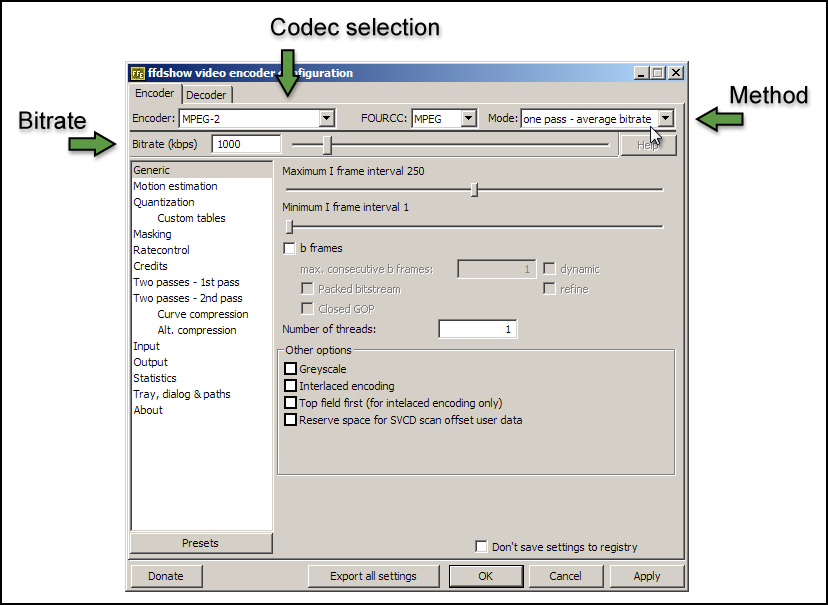 Codec selection
Method
Bitrate
ffdshow video encoder configuration
Encoder
Decoder
Encoder: MPEG-2
FOURCC: MPEG
Mode: one pass - average bitrate
Bitrate (kbps) 1000
Help
Generic
Motion estimation
Quantization
Custom tables
Masking
Ratecontrol
Credits
Two passes - 1st pass
Two passes - 2nd pass
Curve compression
Alt. compression
Input
Output
Statistics
Tray, dialog & paths
About
Presets
Maximum I frame interval 250
Minimum I frame interval 1
b frames
max. consecutive b frames: 1
dynamic
Packed bitstream
refine
Closed GOP
Number of threads: 1
Other options
Greyscale
Interlaced encoding
Top field first (for intelaced encoding only)
Reserve space for SVCD scan offset user data
Don't save settings to registry
Donate
Export all settings
OK
Cancel
Apply